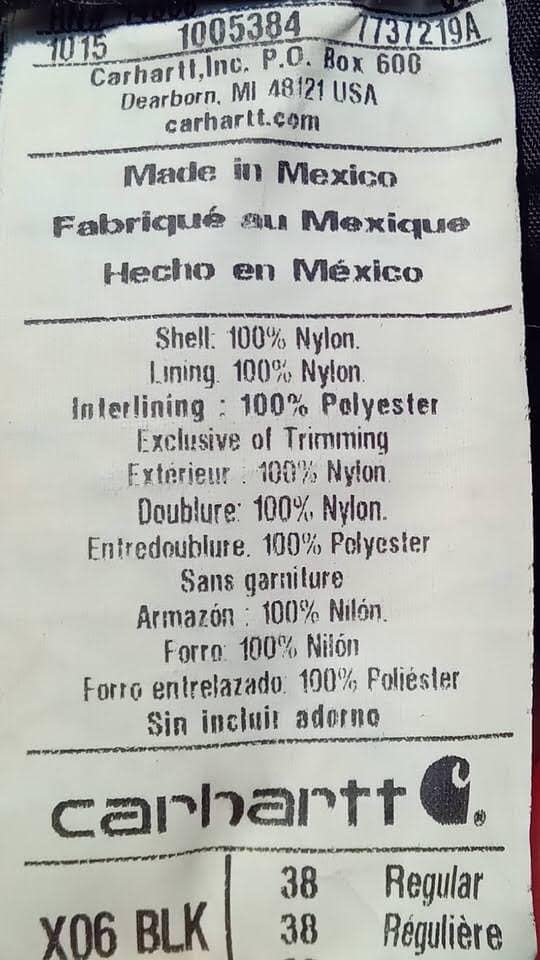 1015 1005384 7737219A
Carhartt,Inc. P.O. Box 600
Dearborn, MI 48121 USA
carhartt.com
Made in Mexico
Fabriqué au Mexique
Hecho en México
Shell: 100% Nylon.
Lining. 100% Nylon.
Interlining : 100% Polyester
Exclusive of Trimming
Extérieur : 100% Nylon
Doublure: 100% Nylon.
Entredoublure. 100% Polyester
Sans garniture
Armazón : 100% Nilón.
Forro: 100% Nilón
Forro entrelazado: 100% Poliéster
Sin incluir adorno
carhartt ®
38 Regular
X06 BLK 38 Régulière